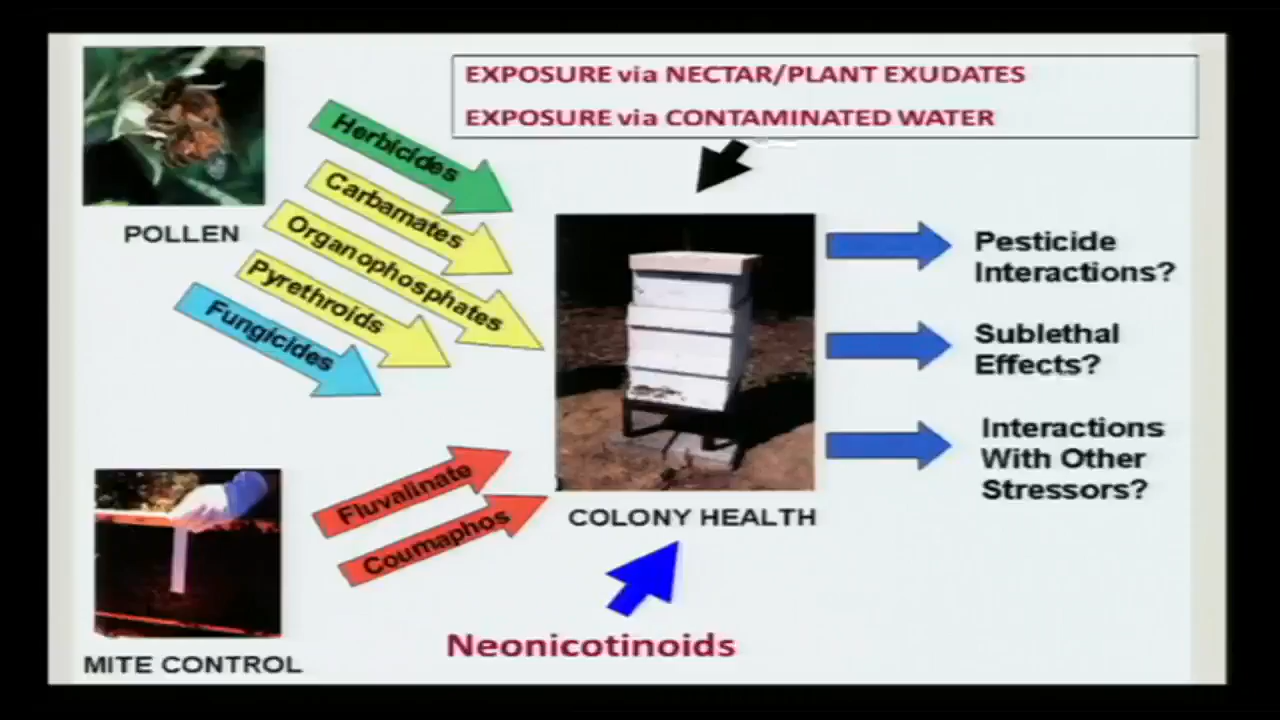 EXPOSURE via NECTAR/PLANT EXUDATES
EXPOSURE via CONTAMINATED WATER
Herbicides
Carbamates
Organophosphates
Pyrethroids
Fungicides
POLLEN
Pesticide
Interactions?
Sublethal
Effects?
Interactions
With Other
Stressors?
Fluvalinate
Coumaphos
COLONY HEALTH
Neonicotinoids
MITE CONTROL